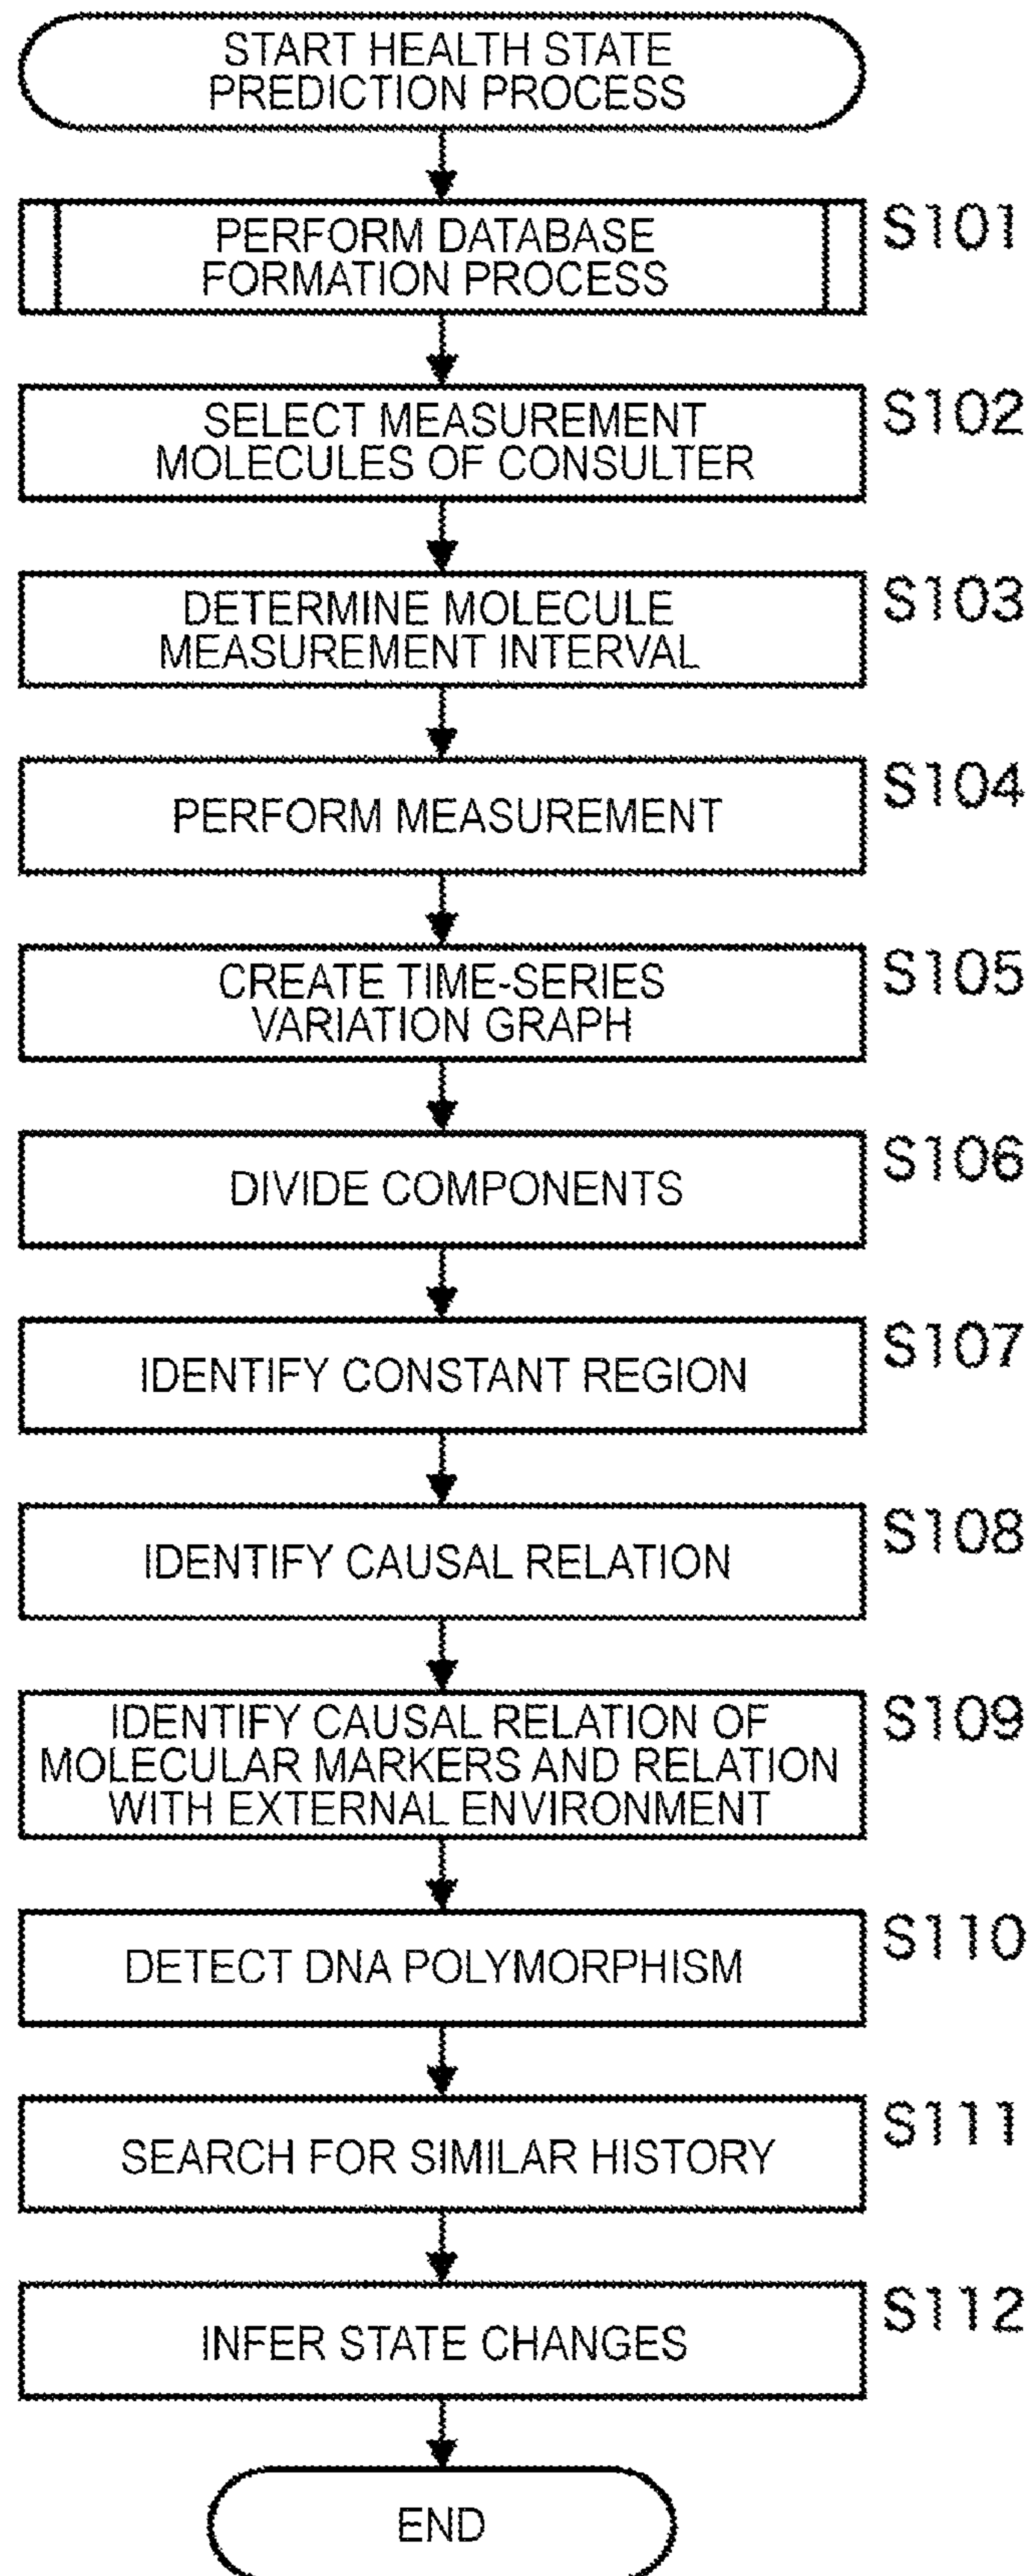 START HEALTH STATE
PREDICTION PROCESS
PERFORM DATABASE
FORMATION PROCESS
S101
SELECT MEASUREMENT
MOLECULES OF CONSULTER
S102
DETERMINE MOLECULE
MEASUREMENT INTERVAL
S103
PERFORM MEASUREMENT
S104
CREATE TIME-SERIES
VARIATION GRAPH
S105
DIVIDE COMPONENTS
S106
IDENTIFY CONSTANT REGION
S107
IDENTIFY CAUSAL RELATION
S108
IDENTIFY CAUSAL RELATION OF
MOLECULAR MARKERS AND RELATION
WITH EXTERNAL ENVIRONMENT
S109
DETECT DNA POLYMORPHISM
S110
SEARCH FOR SIMILAR HISTORY
S111
INFER STATE CHANGES
S112
END